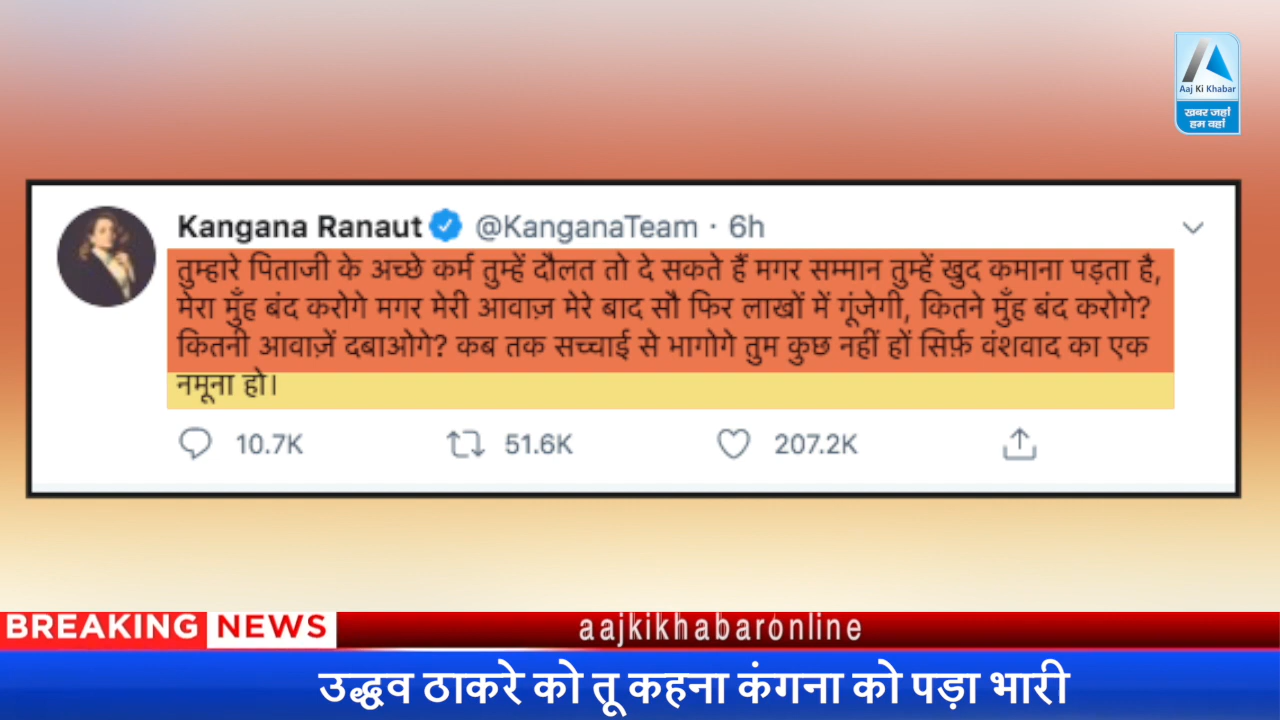 Aaj Ki Khabar
खबर जहां
हम वहां
Kangana Ranaut @KanganaTeam · 6h
तुम्हारे पिताजी के अच्छे कर्म तुम्हें दौलत तो दे सकते हैं मगर सम्मान तुम्हें खुद कमाना पड़ता है,
मेरा मुँह बंद करोगे मगर मेरी आवाज़ मेरे बाद सौ फिर लाखों में गूंजेगी, कितने मुँह बंद करोगे?
कितनी आवाज़ें दबाओगे? कब तक सच्चाई से भागोगे तुम कुछ नहीं हों सिर्फ़ वंशवाद का एक
नमूना हो।
10.7K 51.6K 207.2K
BREAKING NEWS aajkikhabaronline
उद्धव ठाकरे को तू कहना कंगना को पड़ा भारी